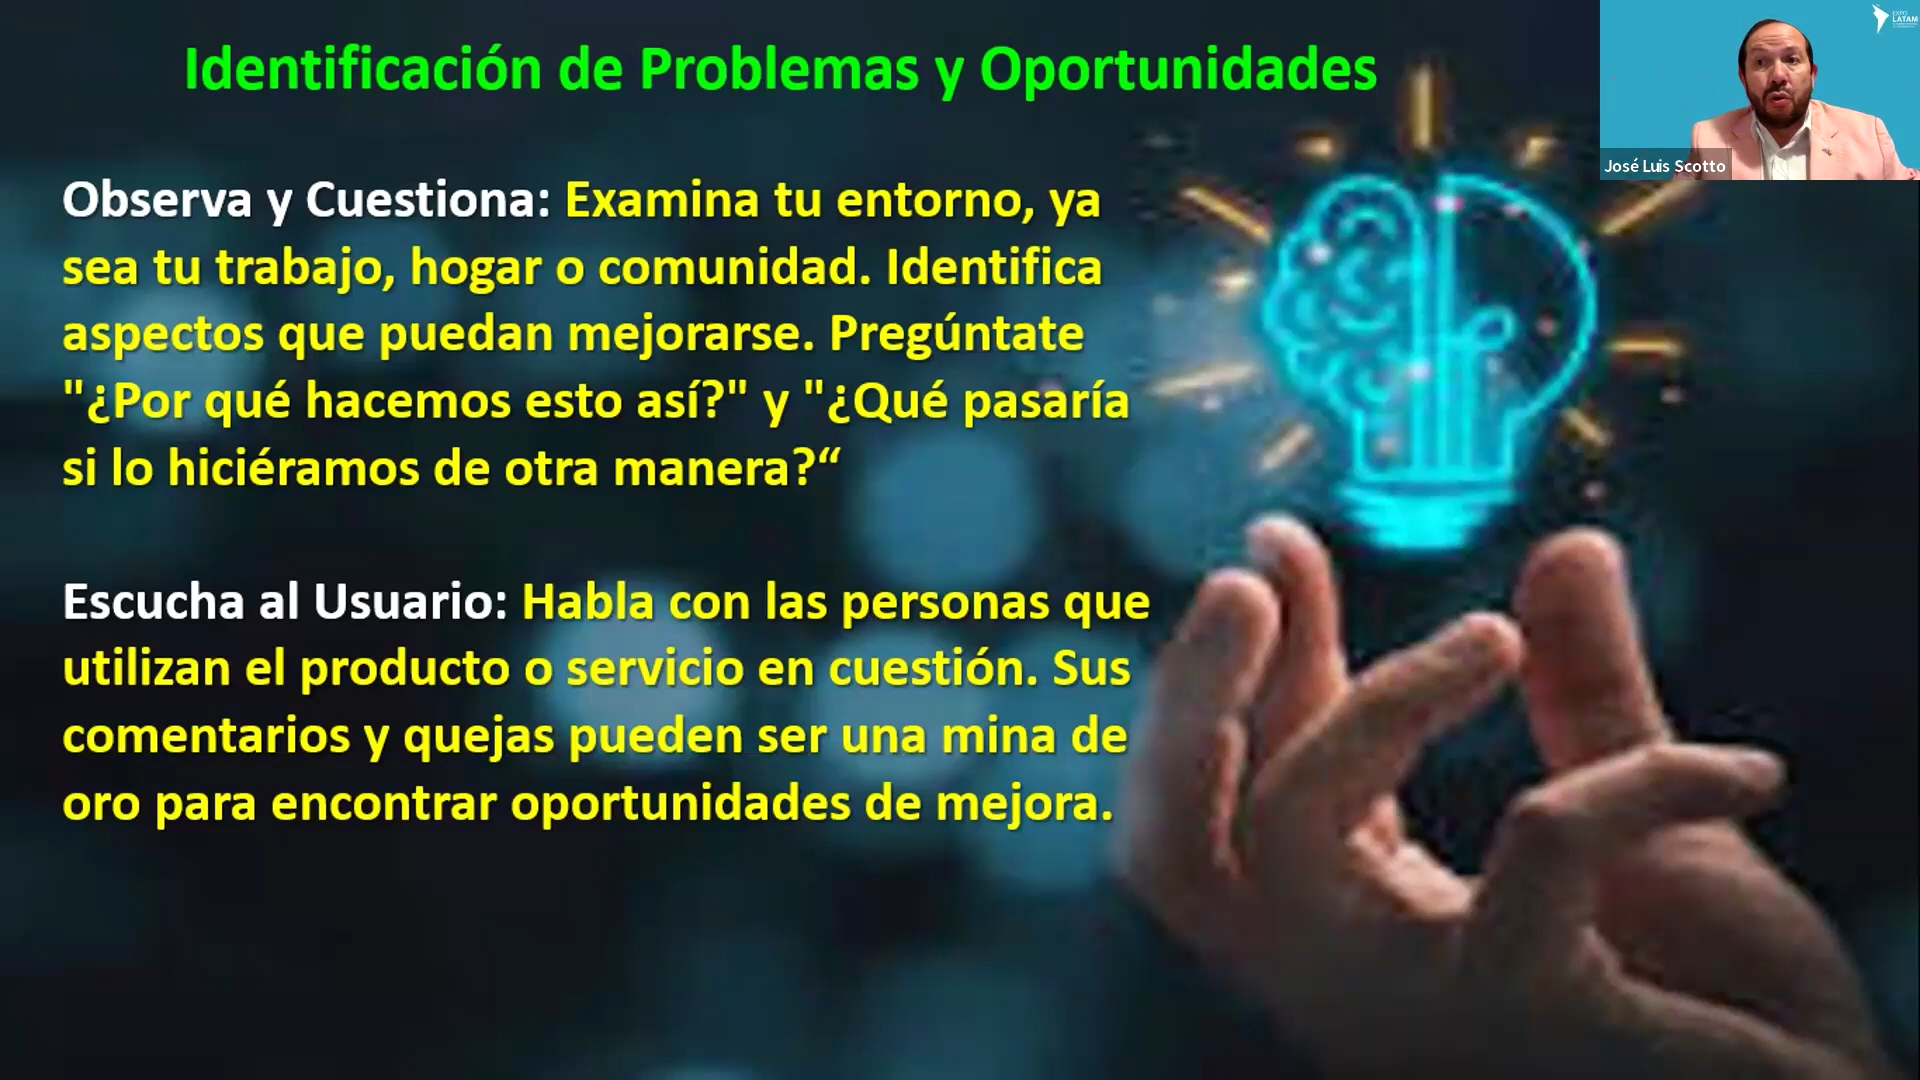 Identificación de Problemas y Oportunidades
EXPO
LATAM
José Luis Scotto
Observa y Cuestiona: Examina tu entorno, ya
sea tu trabajo, hogar o comunidad. Identifica
aspectos que puedan mejorarse. Pregúntate
"¿Por qué hacemos esto así?" y "¿Qué pasaría
si lo hiciéramos de otra manera?“
Escucha al Usuario: Habla con las personas que
utilizan el producto o servicio en cuestión. Sus
comentarios y quejas pueden ser una mina de
oro para encontrar oportunidades de mejora.